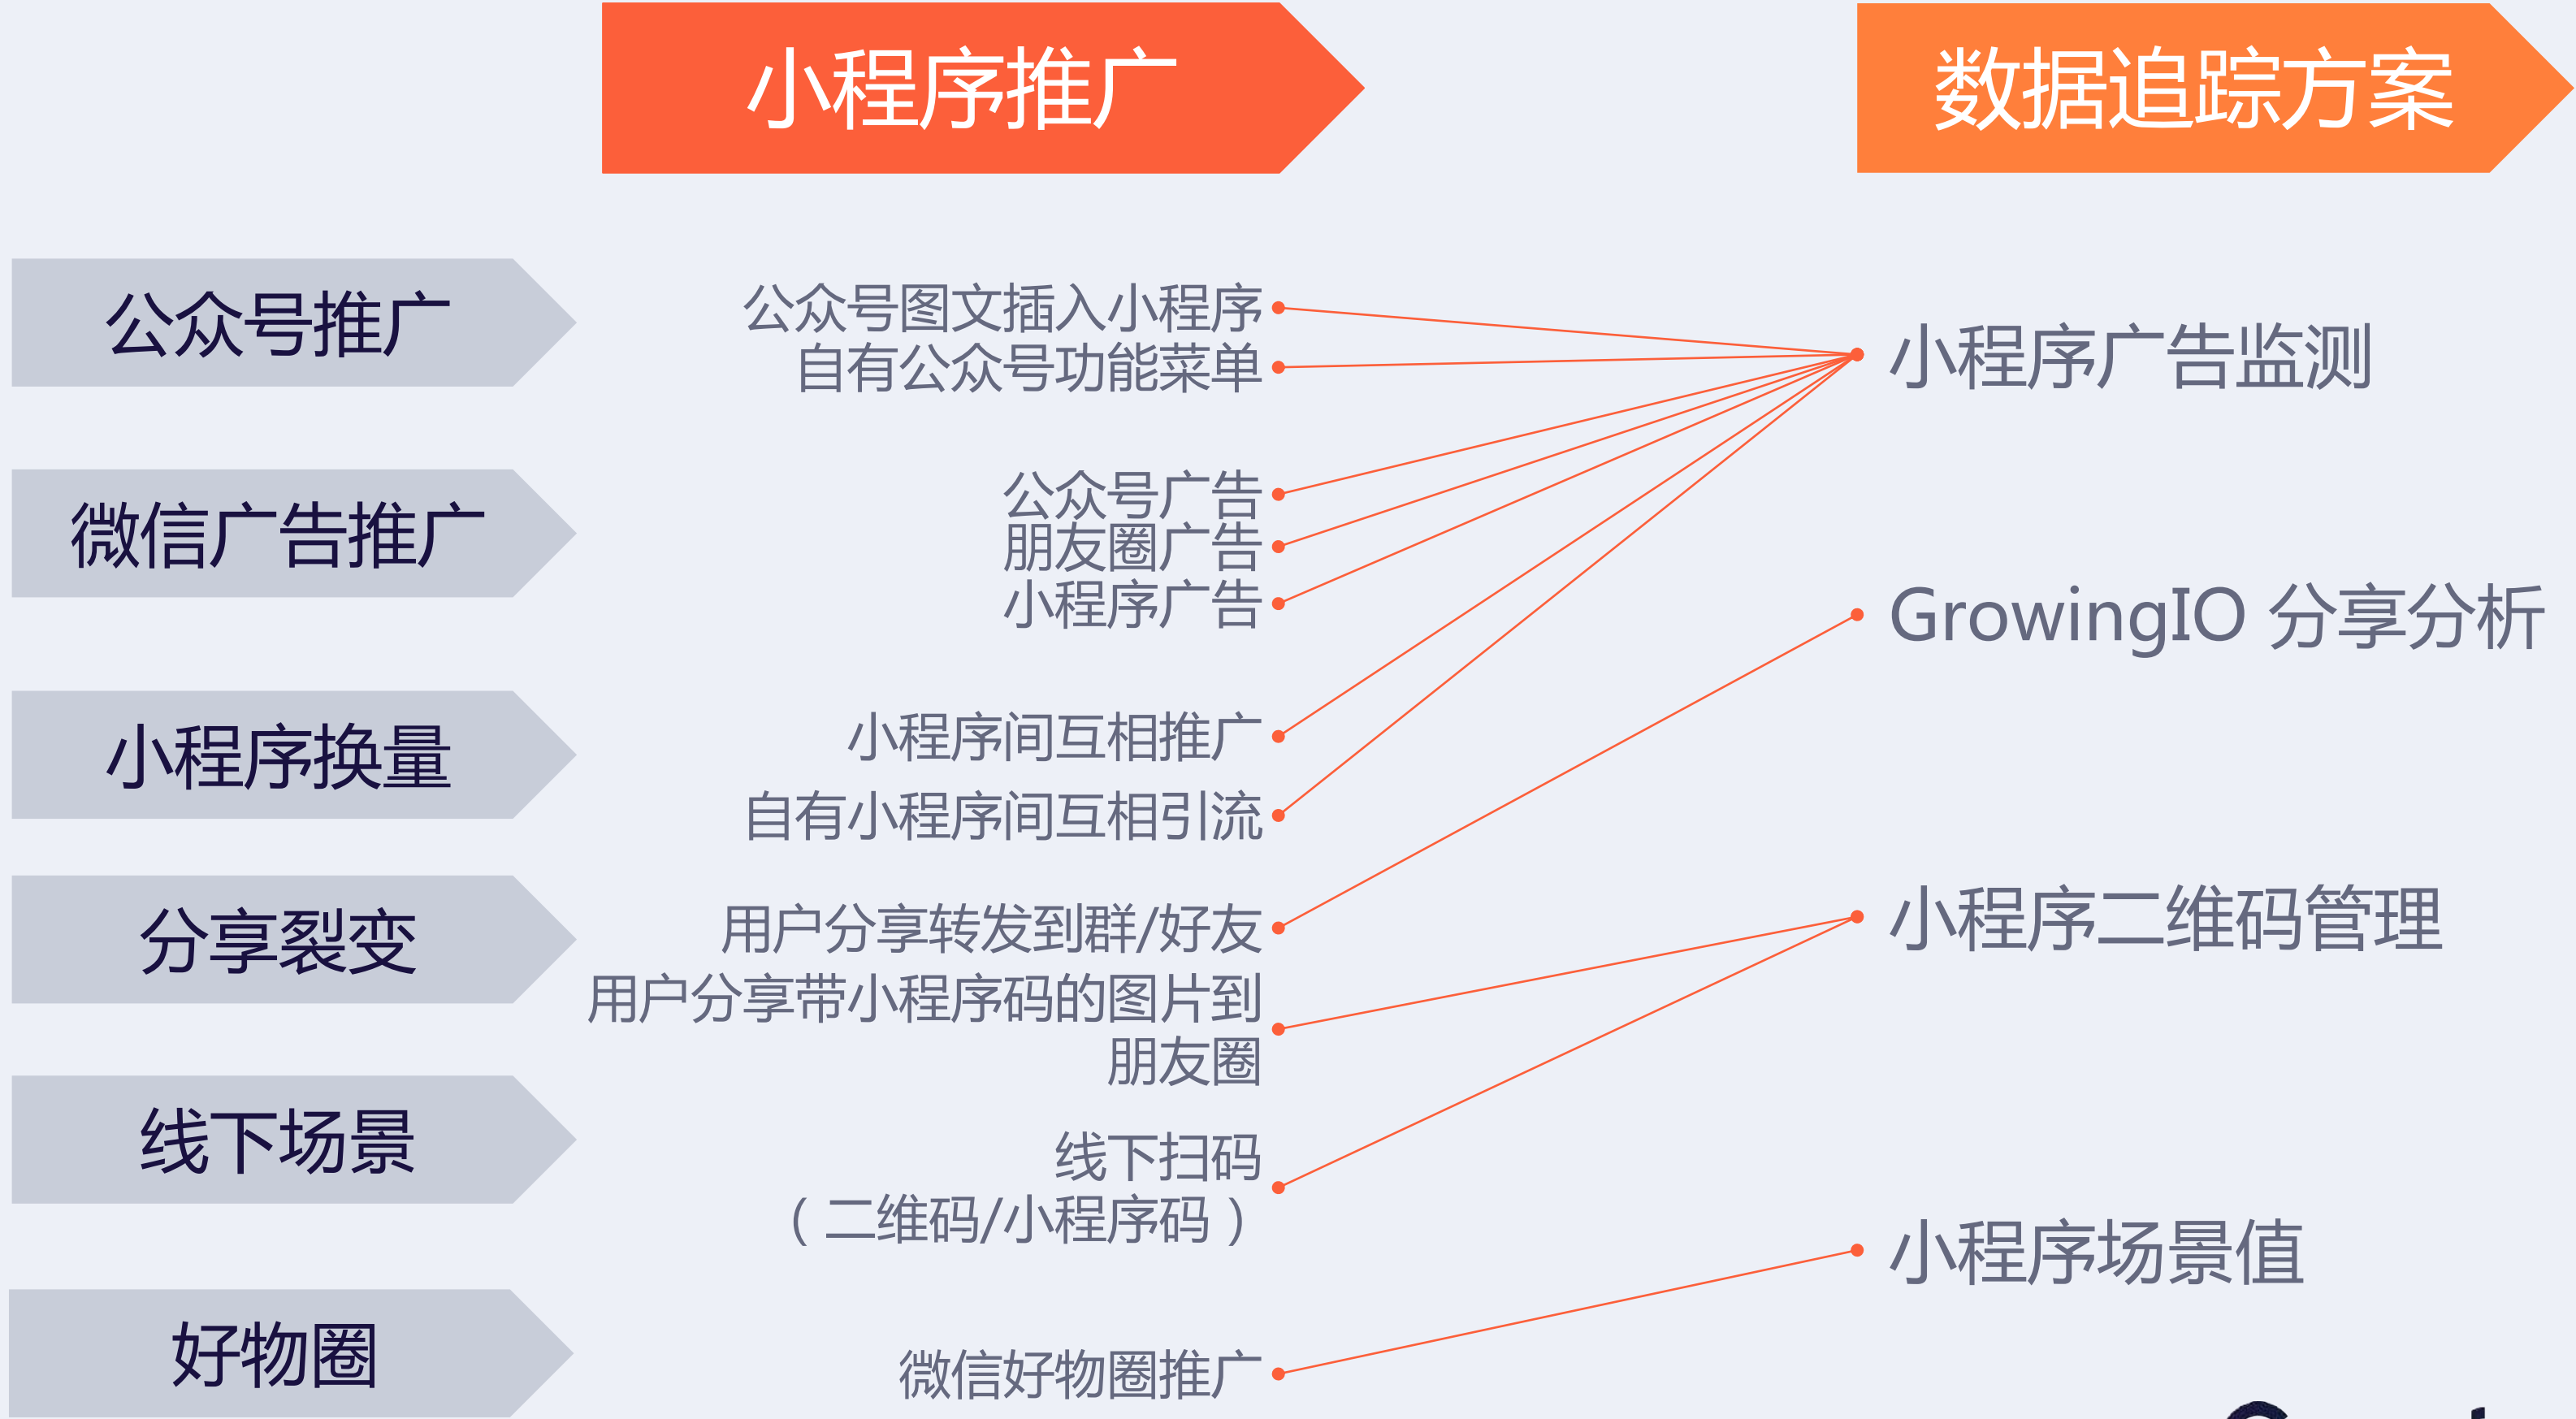 小程序推广
数据追踪方案
公众号推广
公众号图文插入小程序
自有公众号功能菜单
小程序广告监测
微信广告推广
公众号广告
朋友圈广告
小程序广告
GrowingIO 分享分析
小程序换量
小程序间互相推广
自有小程序间互相引流
分享裂变
用户分享转发到群/好友
用户分享带小程序码的图片到
朋友圈
小程序二维码管理
线下场景
线下扫码
（二维码/小程序码）
小程序场景值
好物圈
微信好物圈推广